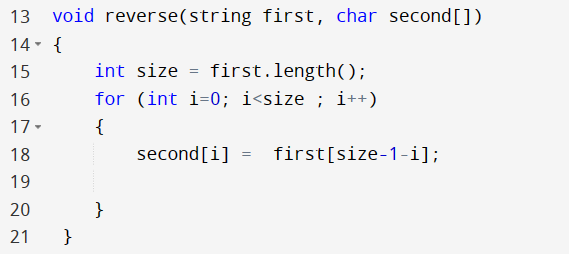 13 void reverse(string first, char second[])
14 {
15 int size = first.length();
16 for (int i=0; i<size ; i++)
17 {
18 second[i] =  first[size-1-i];
19
20 }
21 }